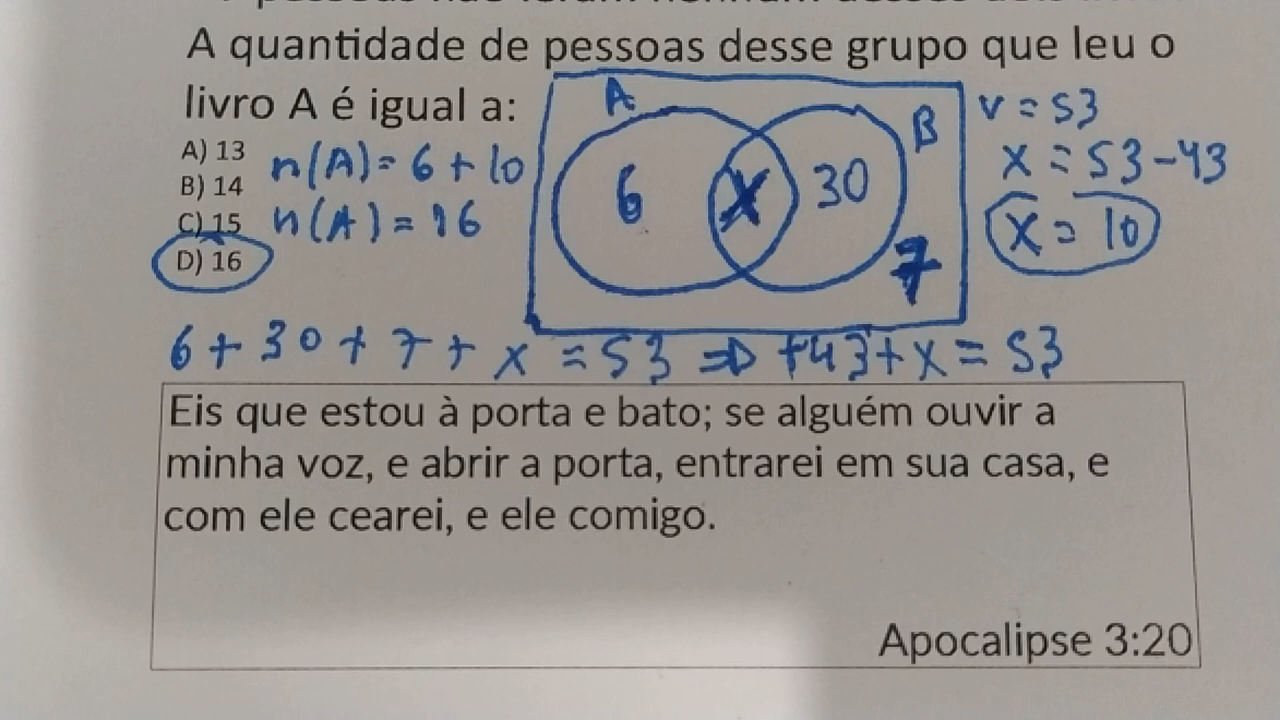 A quantidade de pessoas desse grupo que leu o
livro A é igual a:
A) 13
B) 14
C) 15
D) 16
n(A) = 6 + 10
n(A) = 16
A
B
6
X
30
7
v = 53
x = 53-43
x = 10
6 + 30 + 7 + x = 53 ⇒ +43 + x = 53
Eis que estou à porta e bato; se alguém ouvir a
minha voz, e abrir a porta, entrarei em sua casa, e
com ele cearei, e ele comigo.
Apocalipse 3:20